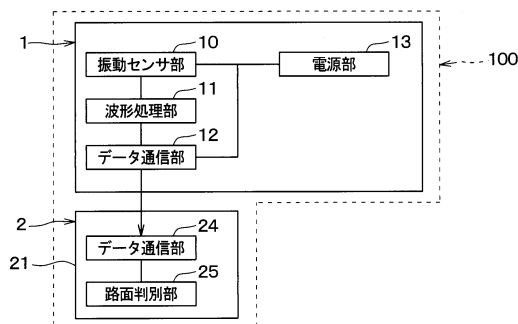 1
10
振動センサ部
13
電源部
100
11
波形処理部
12
データ通信部
2
24
データ通信部
21
25
路面判別部